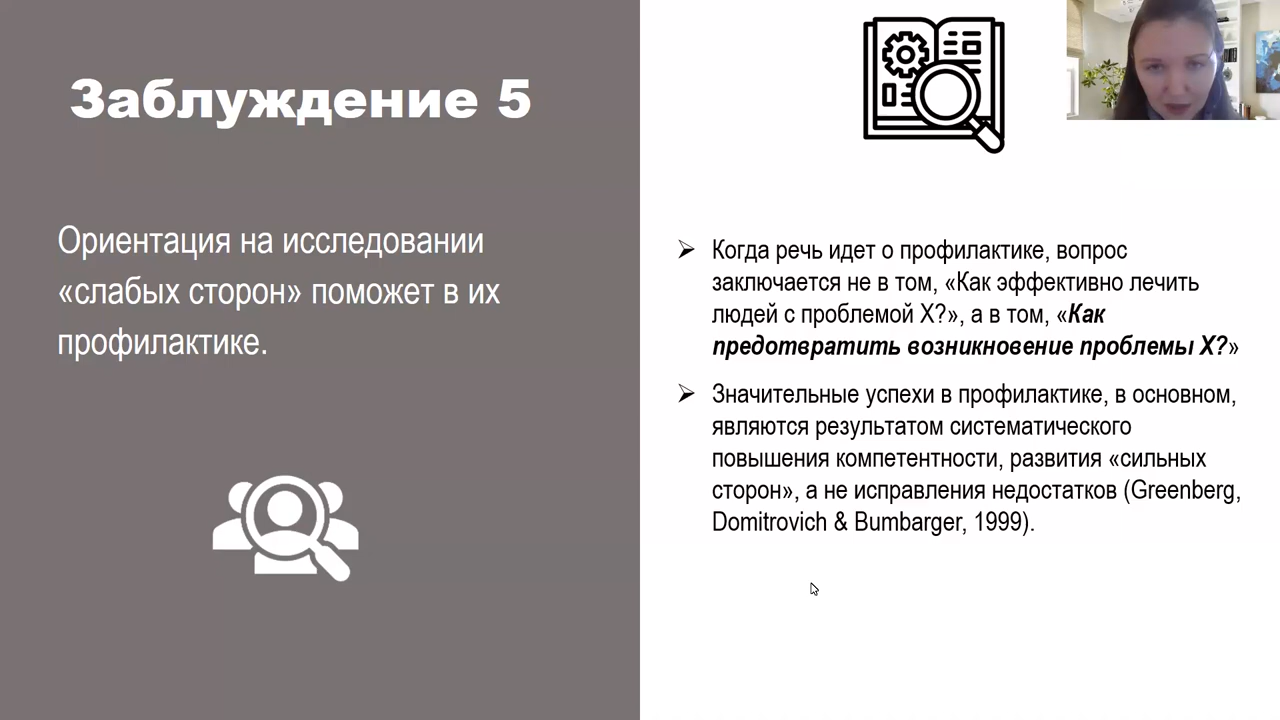 Заблуждение 5
Ориентация на исследовании
«слабых сторон» поможет в их
профилактике.
Когда речь идет о профилактике, вопрос
заключается не в том, «Как эффективно лечить
людей с проблемой X?», а в том, «Как
предотвратить возникновение проблемы X?»
Значительные успехи в профилактике, в основном,
являются результатом систематического
повышения компетентности, развития «сильных
сторон», а не исправления недостатков (Greenberg,
Domitrovich & Bumbarger, 1999).